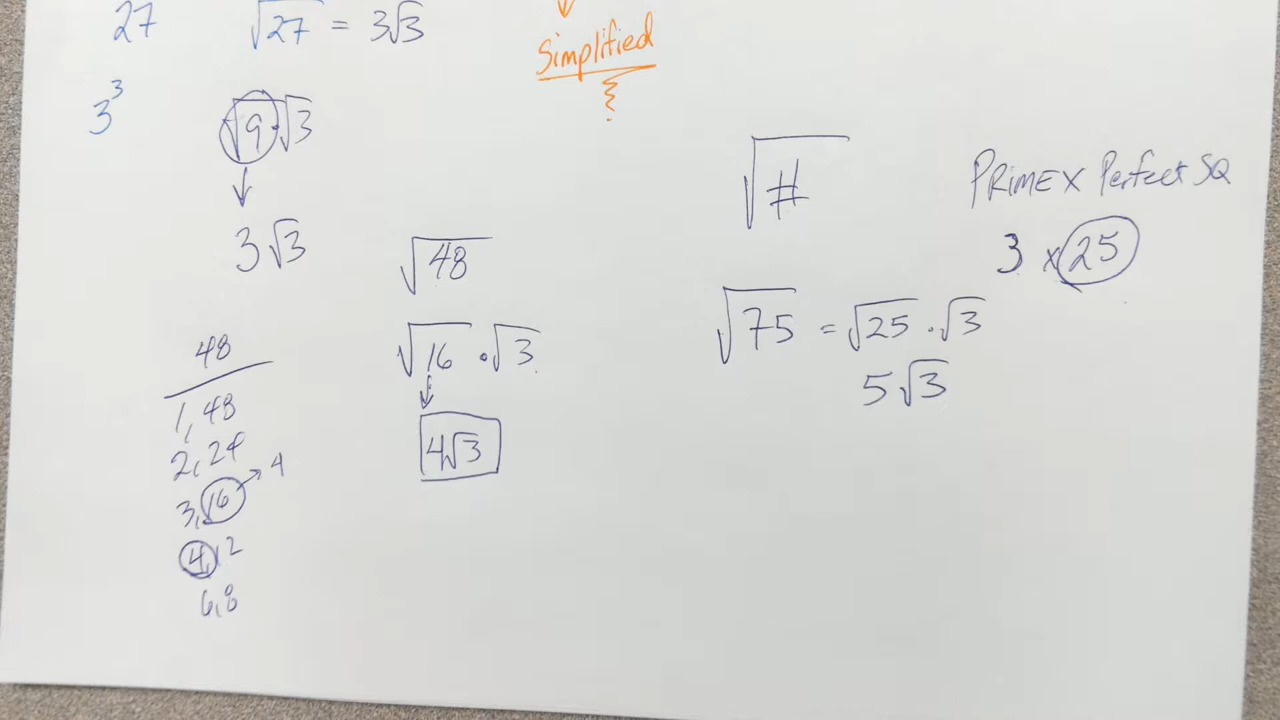 27
√27 = 3√3
Simplified
3³
√9 · √3
3√3
48
1, 48
2, 24
3, 16 → 4
4, 12
6, 8
√48
√16 · √3
4√3
√#
PRIME X Perfect SQ
3 x 25
√75 = √25 · √3
5√3